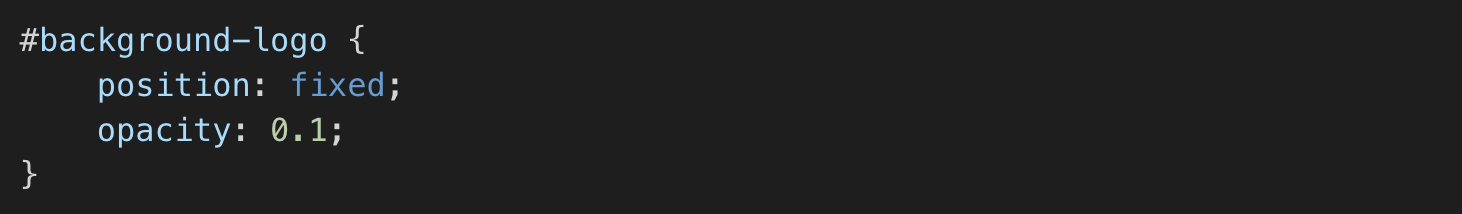 #background-logo {
    position: fixed;
    opacity: 0.1;
}